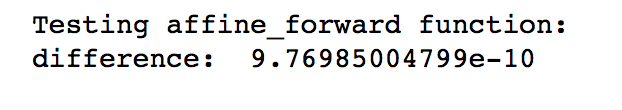 Testing affine_forward function:
difference:  9.76985004799e-10